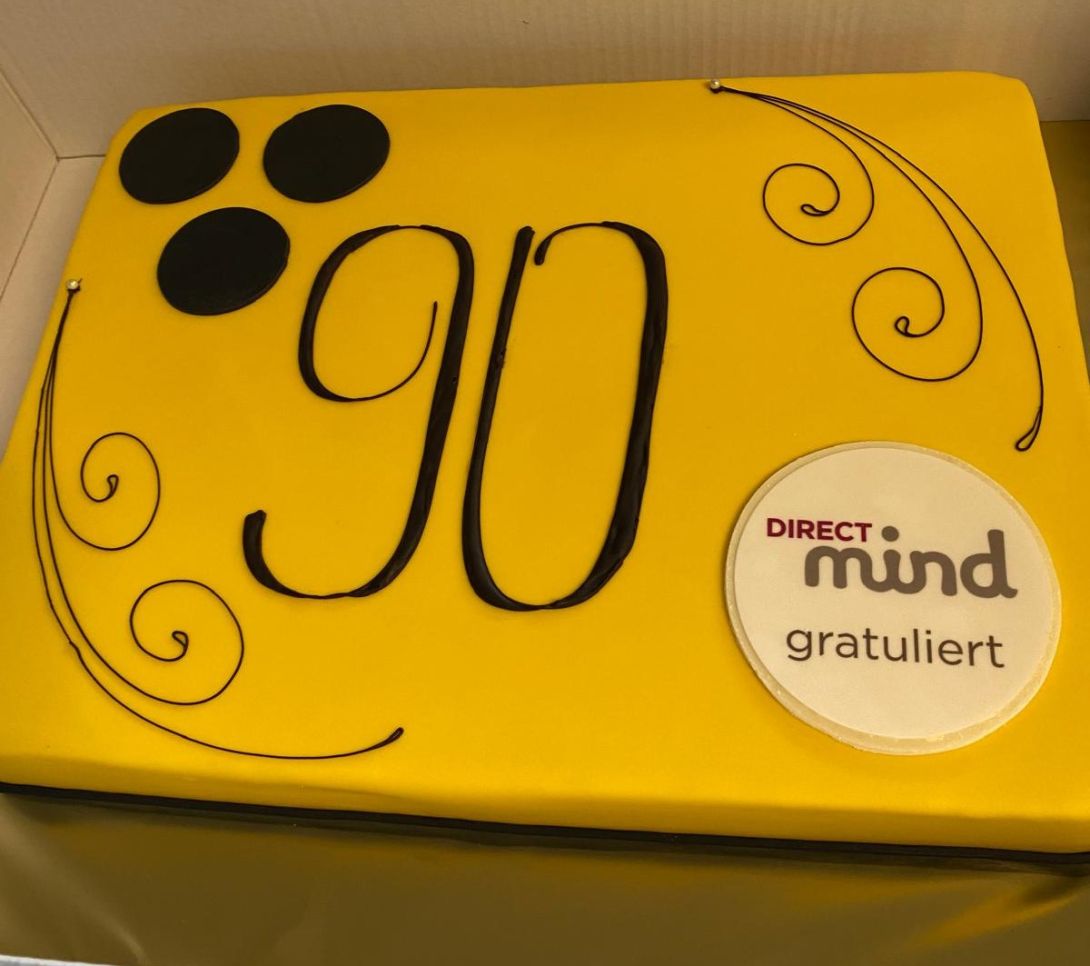 90
DIRECT
mind
gratuliert